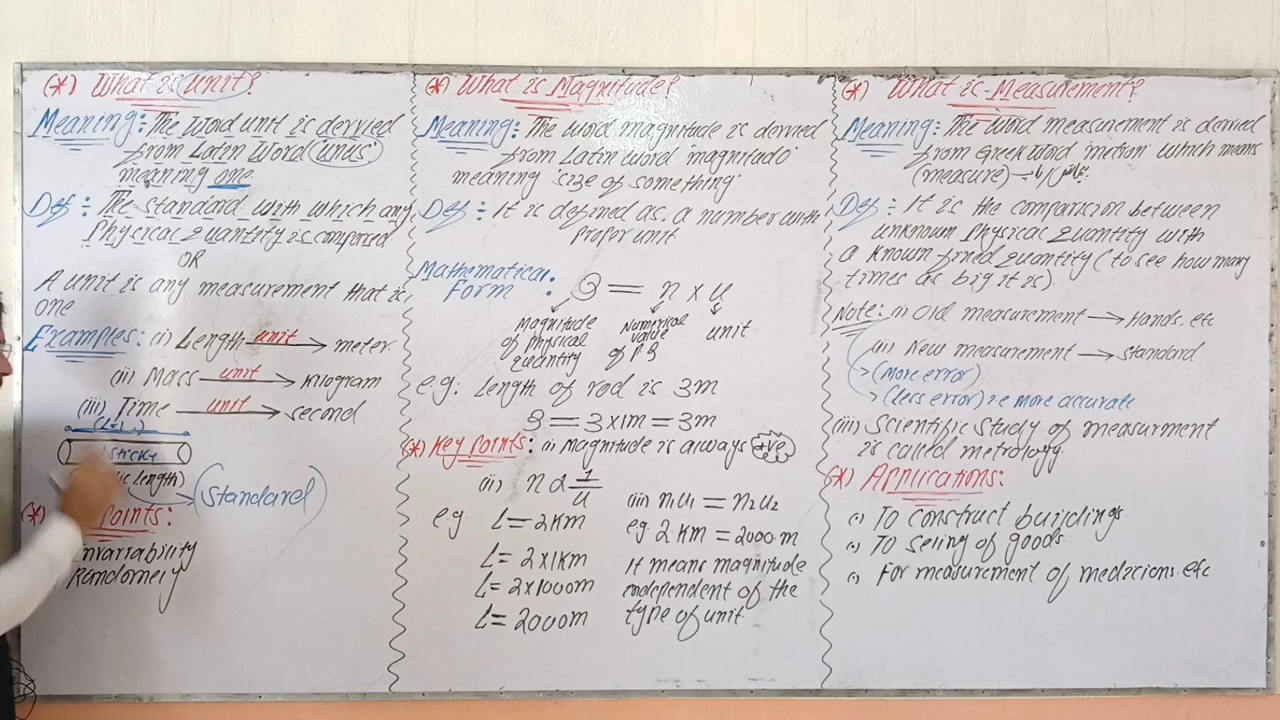 (*) What is unit?
Meaning: The Word unit is dervied
from Latin Word (unus)
meaning one
Def: The standard with which any
Physical Quantity is compared
OR
A unit is any measurement that is
one
Examples: (i) Length unit → meter
(ii) Mass unit → kilogram
(iii) Time unit → second
Stick
length)
(Standard)
(*) Points:
Invariability
(*) What is Magnitude?
Meaning: The word magnitude is dervied
from Latin word 'magnitudo'
meaning 'size of something'
Def: It is defined as a number with
proper unit
Mathematical
Form : Q = n x u
Magnitude
of Physical
Quantity
Numerical
value
of P.Q
unit
e.g: length of rod is 3m
Q = 3 x 1m = 3m
(*) Key Points: (i) Magnitude is always +ve
(ii) n α 1/u
(iii) n₁u₁ = n₂u₂
e.g L = 2Km
L = 2 x 1Km
L = 2 x 1000m
L = 2000m
eg 2 Km = 2000 m
It means magnitude
independent of the
type of unit
(*) What is Measurement?
Meaning: The Word measurement is dervied
from Greek Word 'metron' which means
(measure) →
Def: It is the comparision between
unknown Physical Quantity with
a known fixed Quantity (to see how many
times as big it is).
Note: (i) Old measurement → Hands. etc
(ii) New measurement → Standard
→ (More error)
→ (less error) i.e More accurate
(iii) Scientific Study of measurment
is called metrology.
(*) Applications:
(.) To construct buildings
(.) To seling of goods
(.) For measurement of medicions. etc